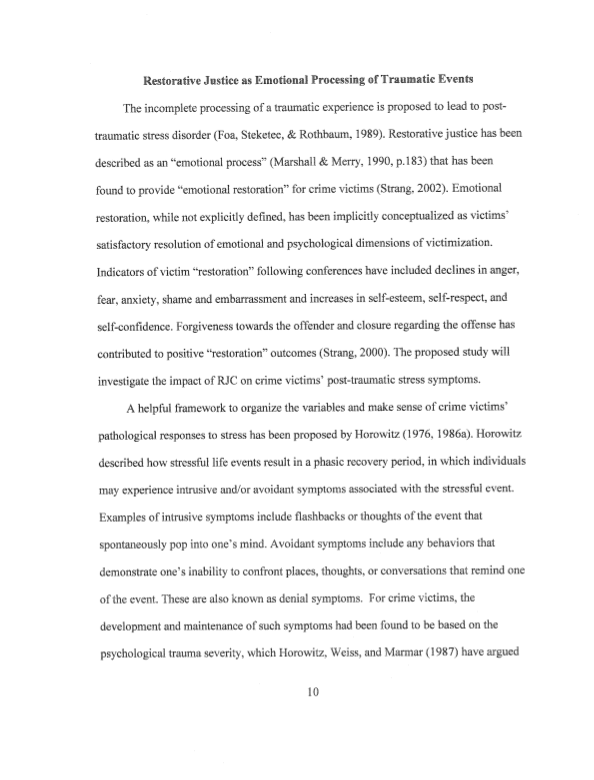 Restorative Justice as Emotional Processing of Traumatic Events
The incomplete processing of a traumatic experience is proposed to lead to post-
traumatic stress disorder (Foa, Steketee, & Rothbaum, 1989). Restorative justice has been
described as an “emotional process” (Marshall & Merry, 1990, p.183) that has been
found to provide “emotional restoration” for crime victims (Strang, 2002). Emotional
restoration, while not explicitly defined, has been implicitly conceptualized as victims’
satisfactory resolution of emotional and psychological dimensions of victimization.
Indicators of victim “restoration” following conferences have included declines in anger,
fear, anxiety, shame and embarrassment and increases in self-esteem, self-respect, and
self-confidence. Forgiveness towards the offender and closure regarding the offense has
contributed to positive “restoration” outcomes (Strang, 2000). The proposed study will
investigate the impact of RJC on crime victims’ post-traumatic stress symptoms.
A helpful framework to organize the variables and make sense of crime victims’
pathological responses to stress has been proposed by Horowitz (1976, 1986a). Horowitz
described how stressful life events result in a phasic recovery period, in which individuals
may experience intrusive and/or avoidant symptoms associated with the stressful event.
Examples of intrusive symptoms include flashbacks or thoughts of the event that
spontaneously pop into one’s mind. Avoidant symptoms include any behaviors that
demonstrate one’s inability to confront places, thoughts, or conversations that remind one
of the event. These are also known as denial symptoms. For crime victims, the
development and maintenance of such symptoms had been found to be based on the
psychological trauma severity, which Horowitz, Weiss, and Marmar (1987) have argued
10